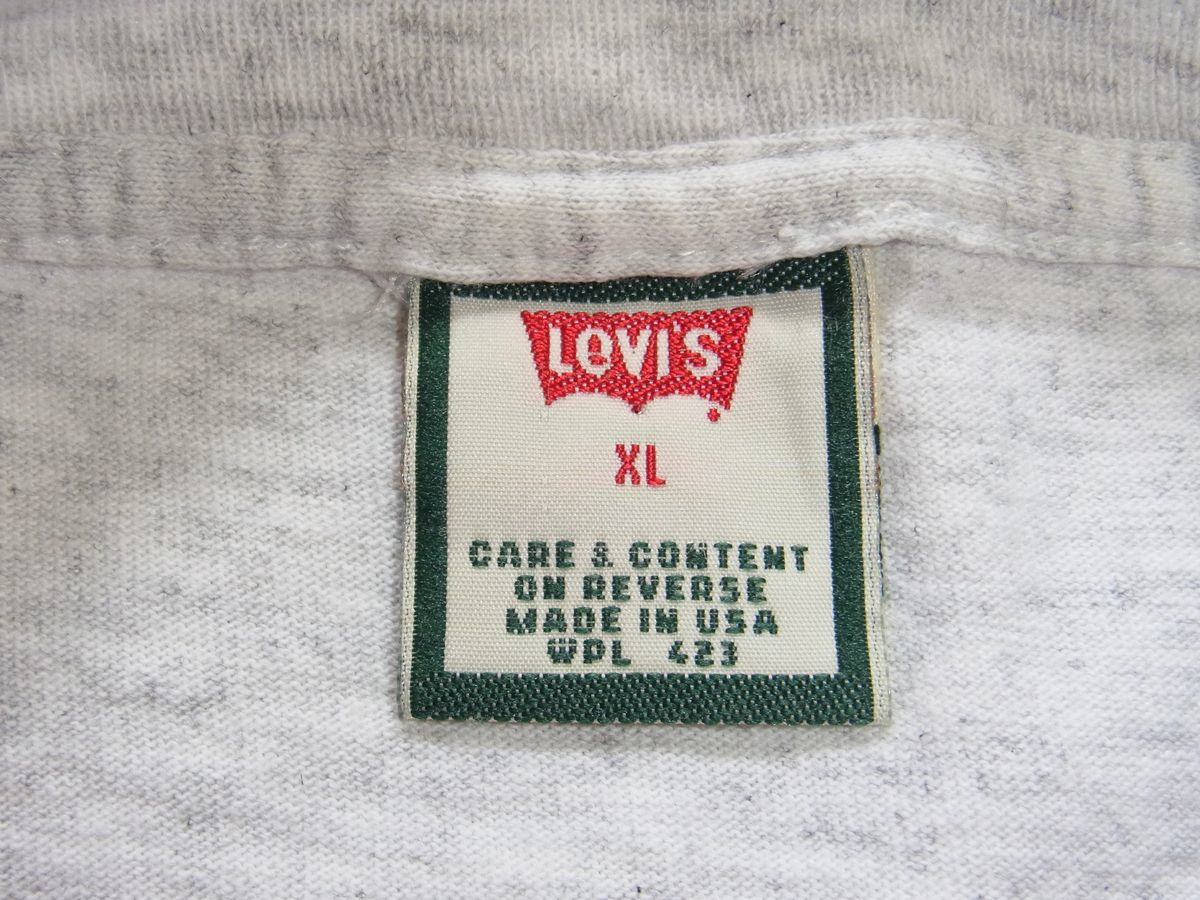 LeVI'S
XL
CARE & CONTENT
ON REVERSE
MADE IN USA
WPL 423